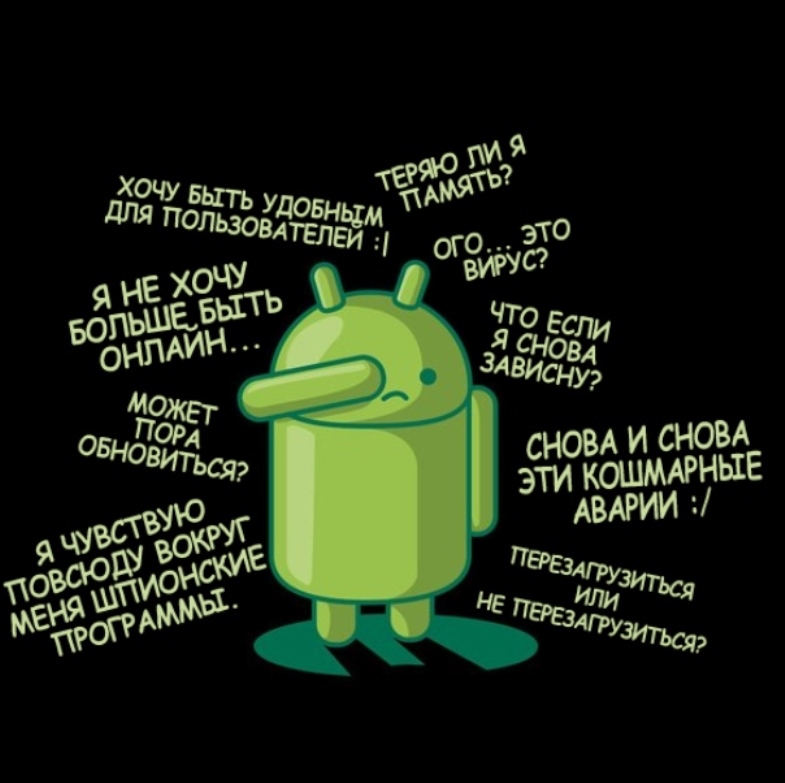 ТЕРЯЮ ЛИ Я
ПАМЯТЬ?
ХОЧУ БЫТЬ УДОБНЫМ
ДЛЯ ПОЛЬЗОВАТЕЛЕЙ :|
ОГО... ЭТО
ВИРУС?
Я НЕ ХОЧУ
БОЛЬШЕ БЫТЬ
ОНЛАЙН...
ЧТО ЕСЛИ
Я СНОВА
ЗАВИСНУ?
МОЖЕТ
ПОРА
ОБНОВИТЬСЯ?
СНОВА И СНОВА
ЭТИ КОШМАРНЫЕ
АВАРИИ :/
Я ЧУВСТВУЮ
ПОВСЮДУ ВОКРУГ
МЕНЯ ШПИОНСКИЕ
ПРОГРАММЫ.
ПЕРЕЗАГРУЗИТЬСЯ
ИЛИ
НЕ ПЕРЕЗАГРУЗИТЬСЯ?